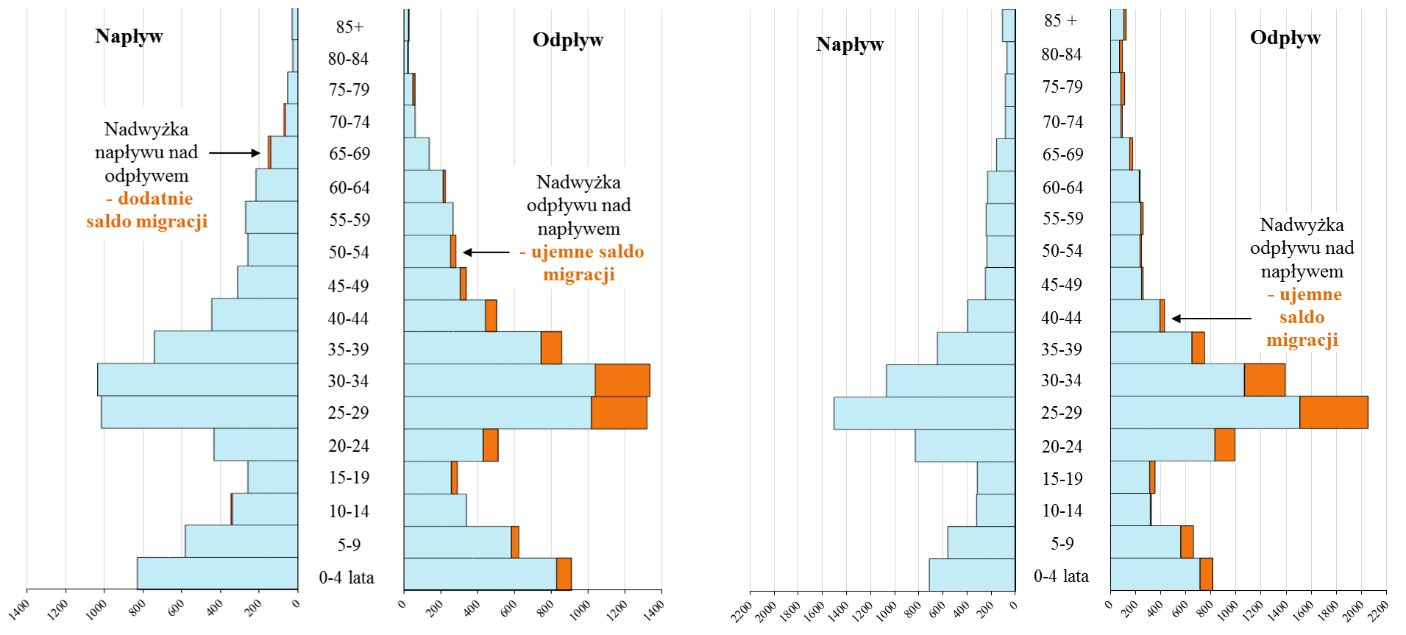 Napływ
Odpływ
Nadwyżka
napływu nad
odpływem
- dodatnie
saldo migracji
Nadwyżka
odpływu nad
napływem
- ujemne saldo
migracji
85+
80-84
75-79
70-74
65-69
60-64
55-59
50-54
45-49
40-44
35-39
30-34
25-29
20-24
15-19
10-14
5-9
0-4 lata
1400 1200 1000 800 600 400 200 0
0 200 400 600 800 1000 1200 1400
Napływ
Odpływ
Nadwyżka
odpływu nad
napływem
- ujemne
saldo
migracji
85 +
80-84
75-79
70-74
65-69
60-64
55-59
50-54
45-49
40-44
35-39
30-34
25-29
20-24
15-19
10-14
5-9
0-4 lata
2200 2000 1800 1600 1400 1200 1000 800 600 400 200 0
0 200 400 600 800 1000 1200 1400 1600 1800 2000 2200